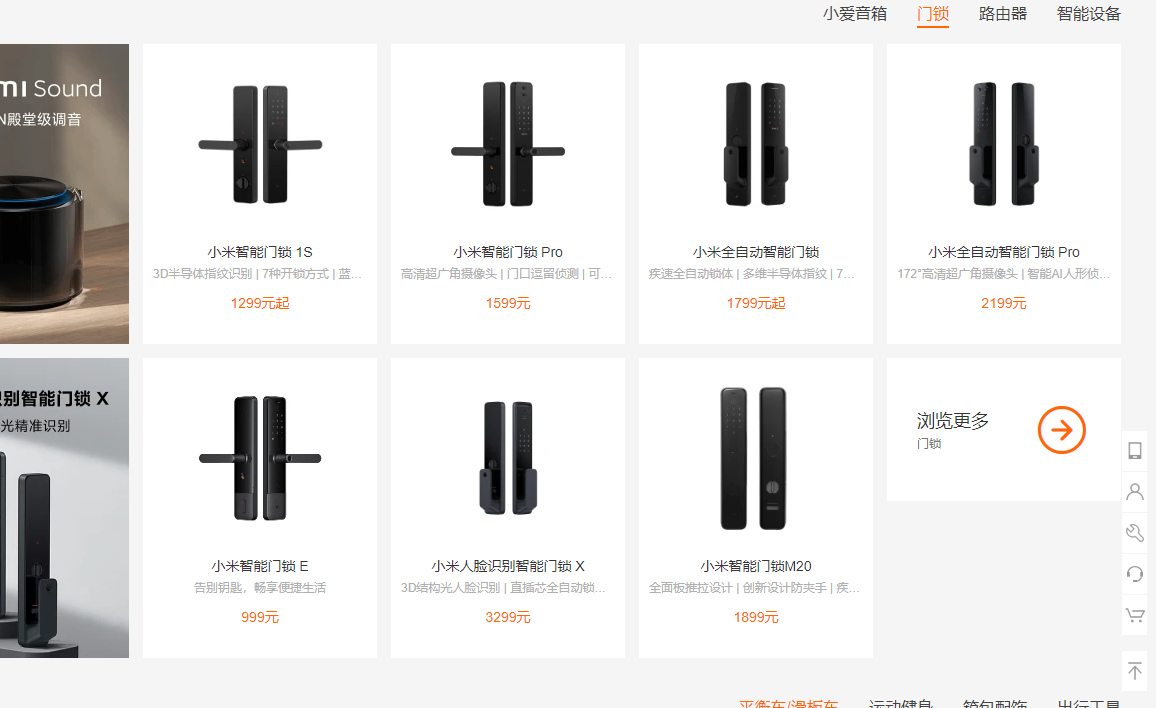 小爱音箱
门锁
路由器
智能设备
Sound
殿堂级调音
小米智能门锁 1S
3D半导体指纹识别 | 7种开锁方式 | 蓝...
1299元起
小米智能门锁 Pro
高清超广角摄像头 | 门口逗留侦测 | 可...
1599元
小米全自动智能门锁
疾速全自动锁体 | 多维半导体指纹 | 7...
1799元起
小米全自动智能门锁 Pro
172°高清超广角摄像头 | 智能AI人形侦...
2199元
别智能门锁 X
光精准识别
小米智能门锁 E
告别钥匙，畅享便捷生活
999元
小米人脸识别智能门锁 X
3D结构光人脸识别 | 直插芯全自动锁...
3299元
小米智能门锁M20
全面板推拉设计 | 创新设计防夹手 | 疾...
1899元
浏览更多
门锁
平衡车/滑板车
运动健身
箱包配饰
出行工具